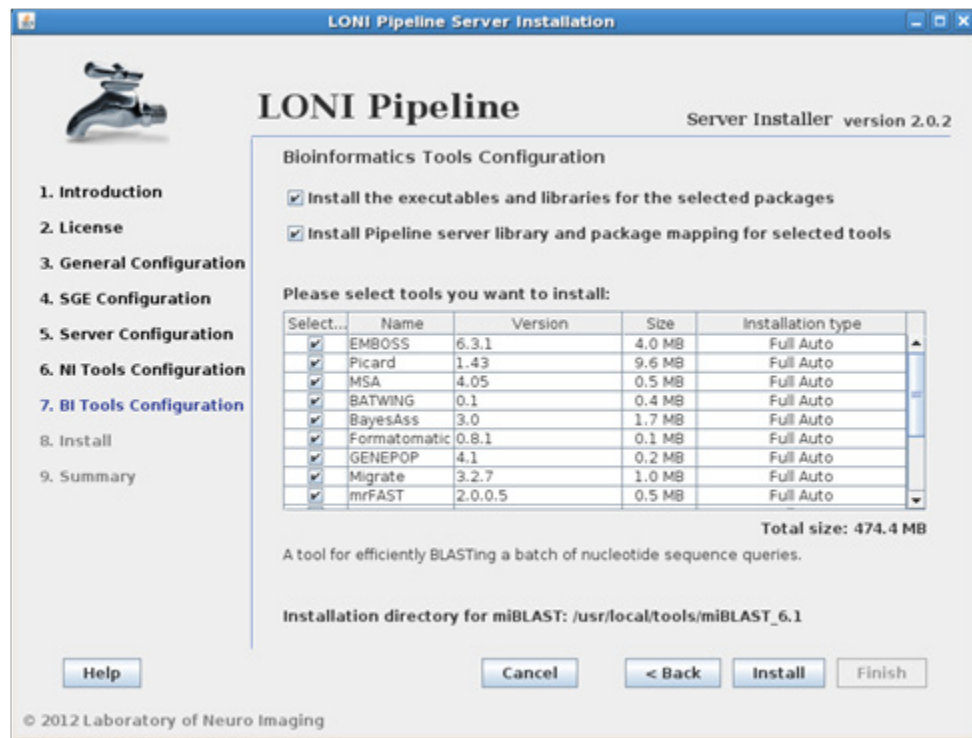 LONI Pipeline Server Installation
LONI Pipeline
Server Installer version 2.0.2
1. Introduction
2. License
3. General Configuration
4. SGE Configuration
5. Server Configuration
6. NI Tools Configuration
7. BI Tools Configuration
8. Install
9. Summary
Bioinformatics Tools Configuration
Install the executables and libraries for the selected packages
Install Pipeline server library and package mapping for selected tools
Please select tools you want to install:
Select... Name Version Size Installation type
EMBOSS 6.3.1 4.0 MB Full Auto
Picard 1.43 9.6 MB Full Auto
MSA 4.05 0.5 MB Full Auto
BATWING 0.1 0.4 MB Full Auto
BayesAss 3.0 1.7 MB Full Auto
Formatomatic 0.8.1 0.1 MB Full Auto
GENEPOP 4.1 0.2 MB Full Auto
Migrate 3.2.7 1.0 MB Full Auto
mrFAST 2.0.0.5 0.5 MB Full Auto
Total size: 474.4 MB
A tool for efficiently BLASTing a batch of nucleotide sequence queries.
Installation directory for miBLAST: /usr/local/tools/miBLAST_6.1
Help Cancel < Back Install Finish
© 2012 Laboratory of Neuro Imaging